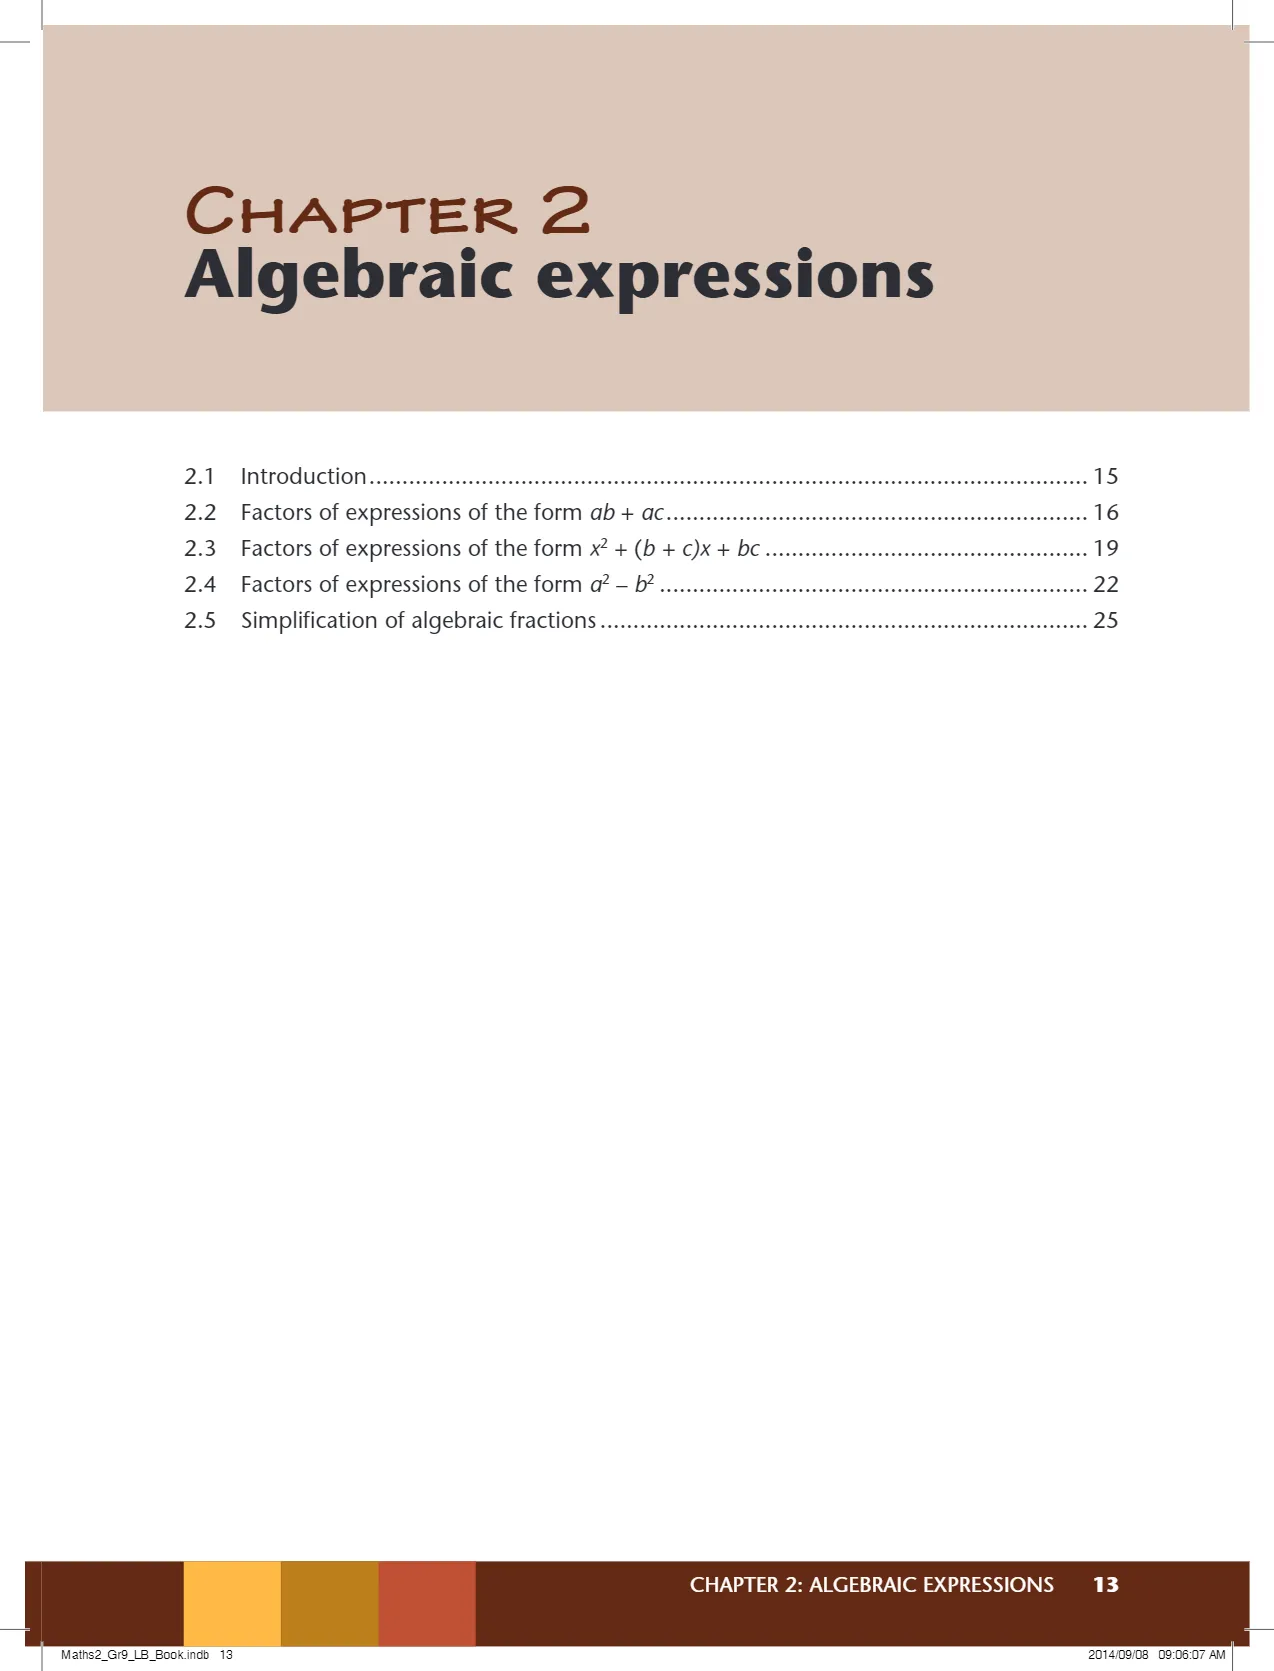 Chapter 2
Algebraic expressions
2.1 Introduction............................................................................................................. 15
2.2 Factors of expressions of the form ab + ac................................................................ 16
2.3 Factors of expressions of the form x² + (b + c)x + bc ................................................. 19
2.4 Factors of expressions of the form a² – b² ................................................................. 22
2.5 Simplification of algebraic fractions.......................................................................... 25
CHAPTER 2: ALGEBRAIC EXPRESSIONS 13
Maths2_Gr9_LB_Book.indb 13 2014/09/08 09:06:07 AM